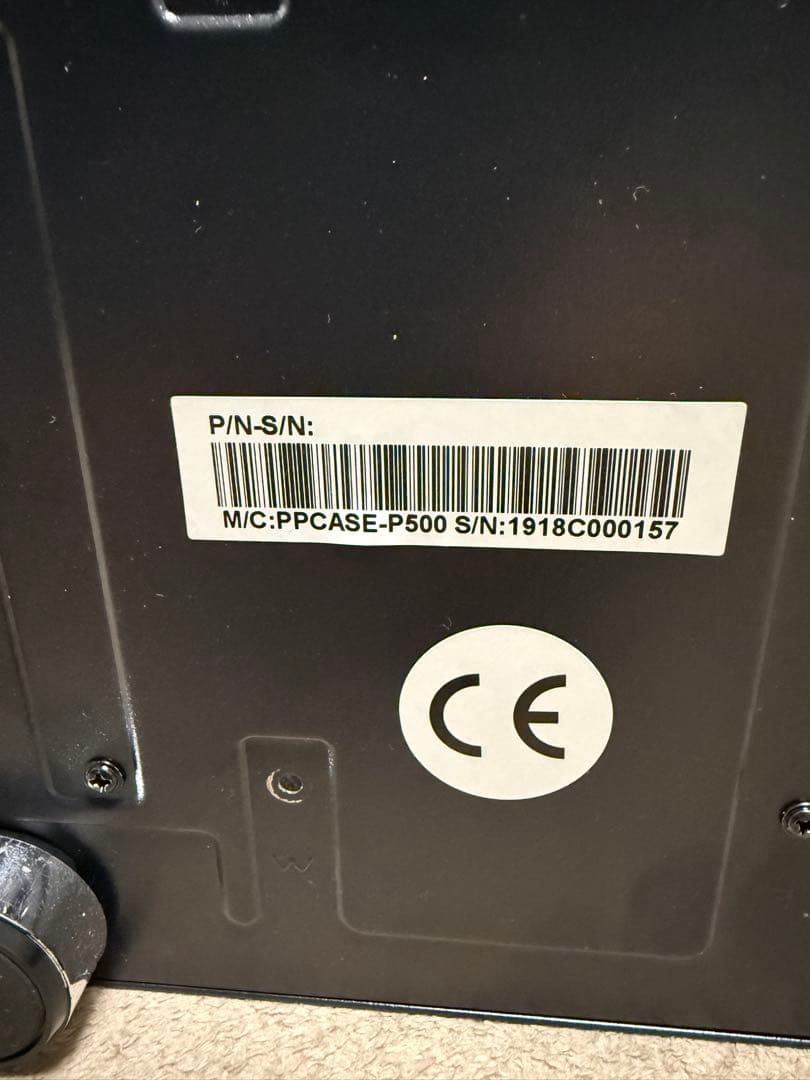 P/N-S/N:
M/C:PPCASE-P500 S/N:1918C000157
CE
W